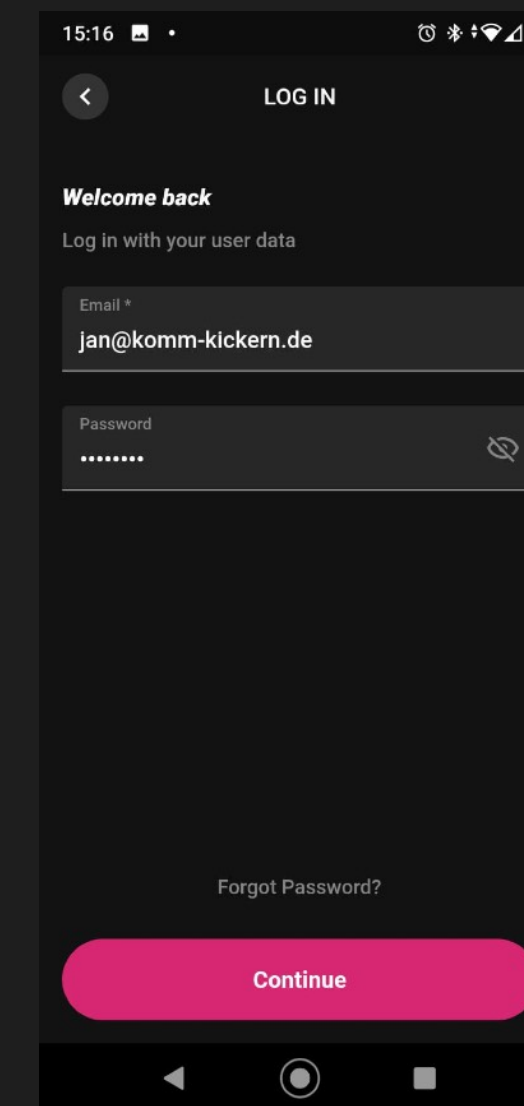 15:16
LOG IN
Welcome back
Log in with your user data
Email *
jan@komm-kickern.de
Password
••••••••
Forgot Password?
Continue